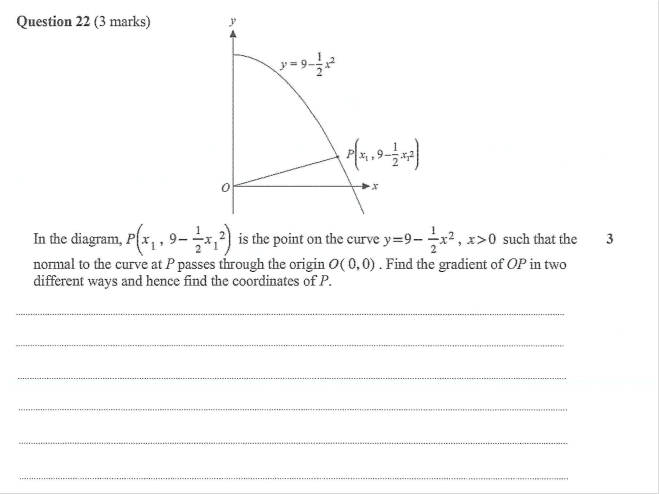 Question 22 (3 marks)
y
y = 9 – 1/2 x²
P(x₁ , 9 – 1/2 x₁²)
O
x
In the diagram, P(x₁ , 9 – 1/2 x₁²) is the point on the curve y=9– 1/2 x² , x>0 such that the 3
normal to the curve at P passes through the origin O( 0, 0) . Find the gradient of OP in two
different ways and hence find the coordinates of P.